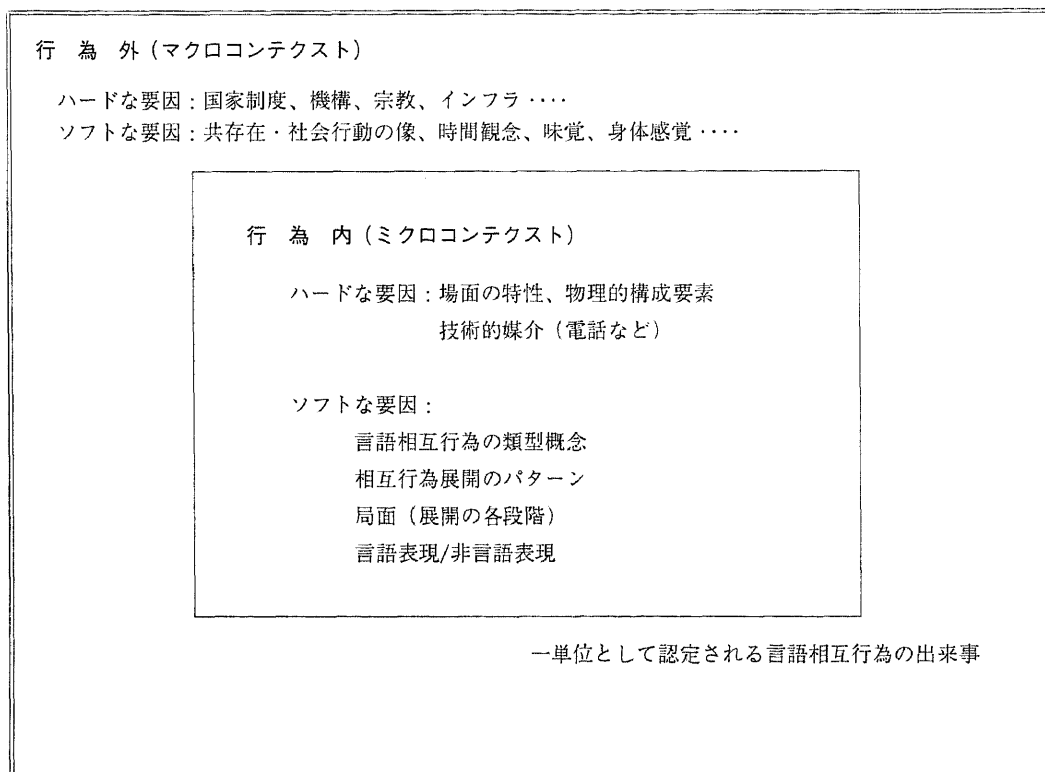 行 為 外（マクロコンテクスト）
ハードな要因：国家制度、機構、宗教、インフラ‥‥
ソフトな要因：共存在・社会行動の像、時間観念、味覚、身体感覚‥‥
行 為 内（ミクロコンテクスト）
ハードな要因：場面の特性、物理的構成要素
技術的媒介（電話など）
ソフトな要因：
言語相互行為の類型概念
相互行為展開のパターン
局面（展開の各段階）
言語表現/非言語表現
一単位として認定される言語相互行為の出来事